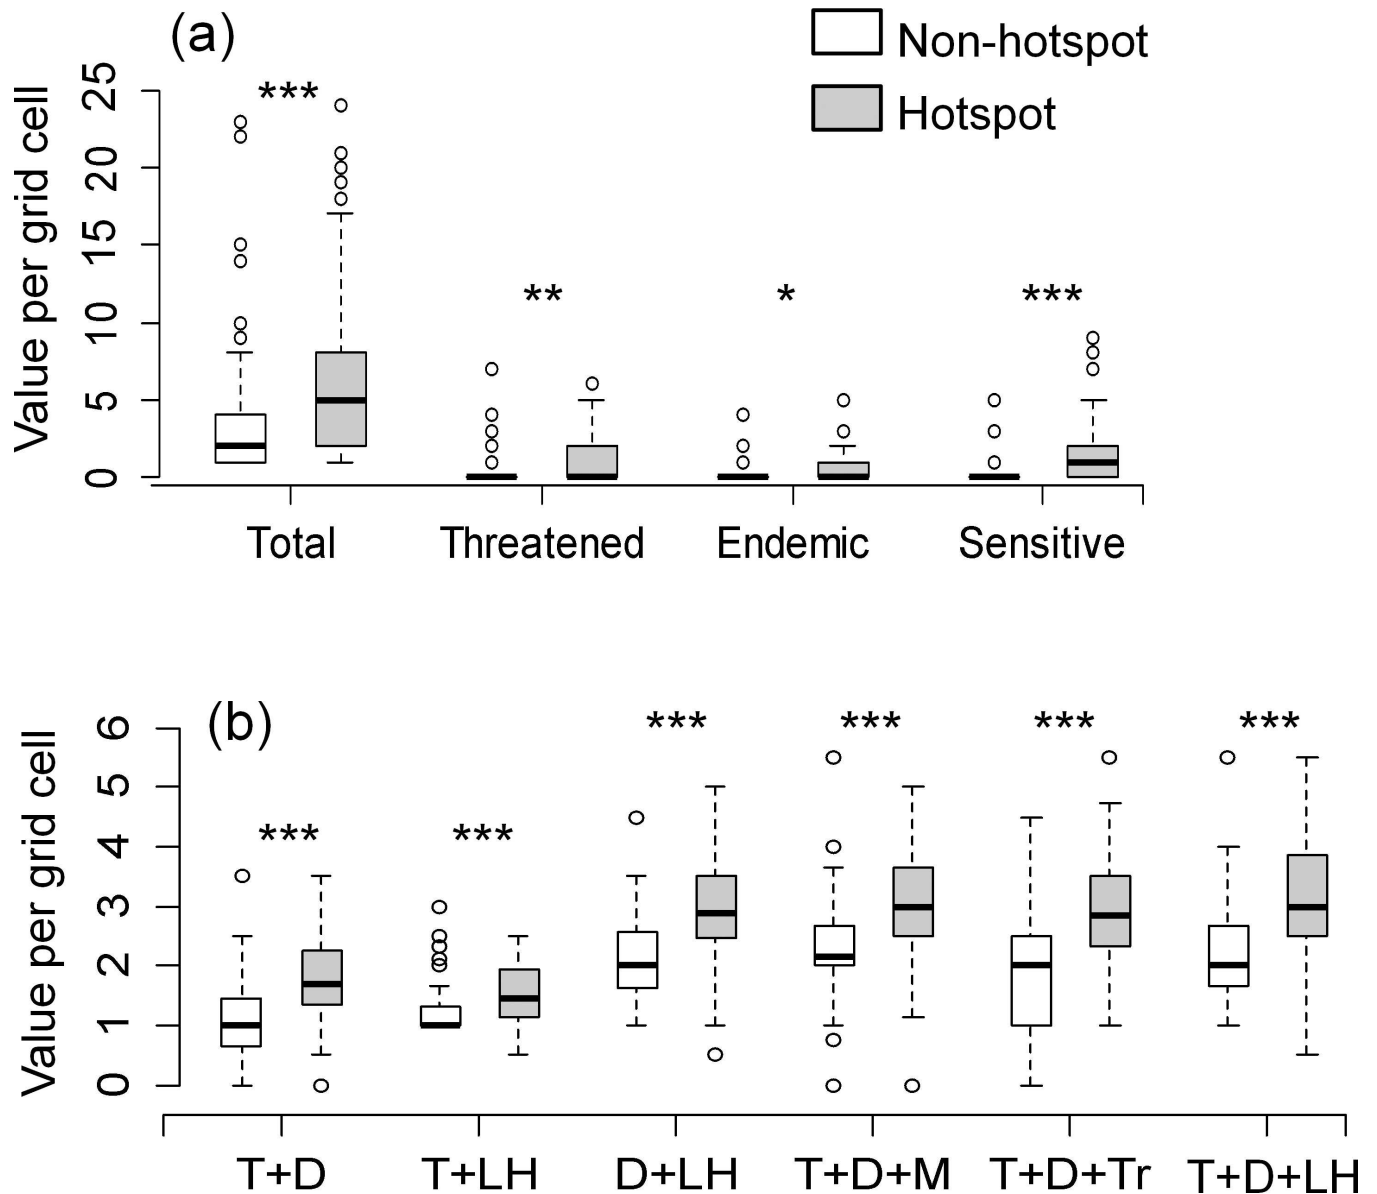 (a)
Non-hotspot
Hotspot
Value per grid cell
25
20
15
10
5
0
*** ** * ***
Total Threatened Endemic Sensitive
(b)
Value per grid cell
6
5
4
3
2
1
0
*** *** *** *** *** ***
T+D T+LH D+LH T+D+M T+D+Tr T+D+LH